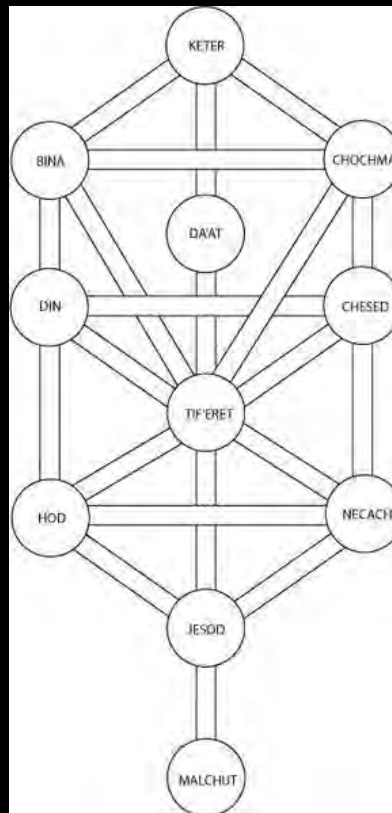 KETER
BINA
CHOCHMA
DA'AT
DIN
CHESED
TIF'ERET
HOD
NECACH
JESOD
MALCHUT